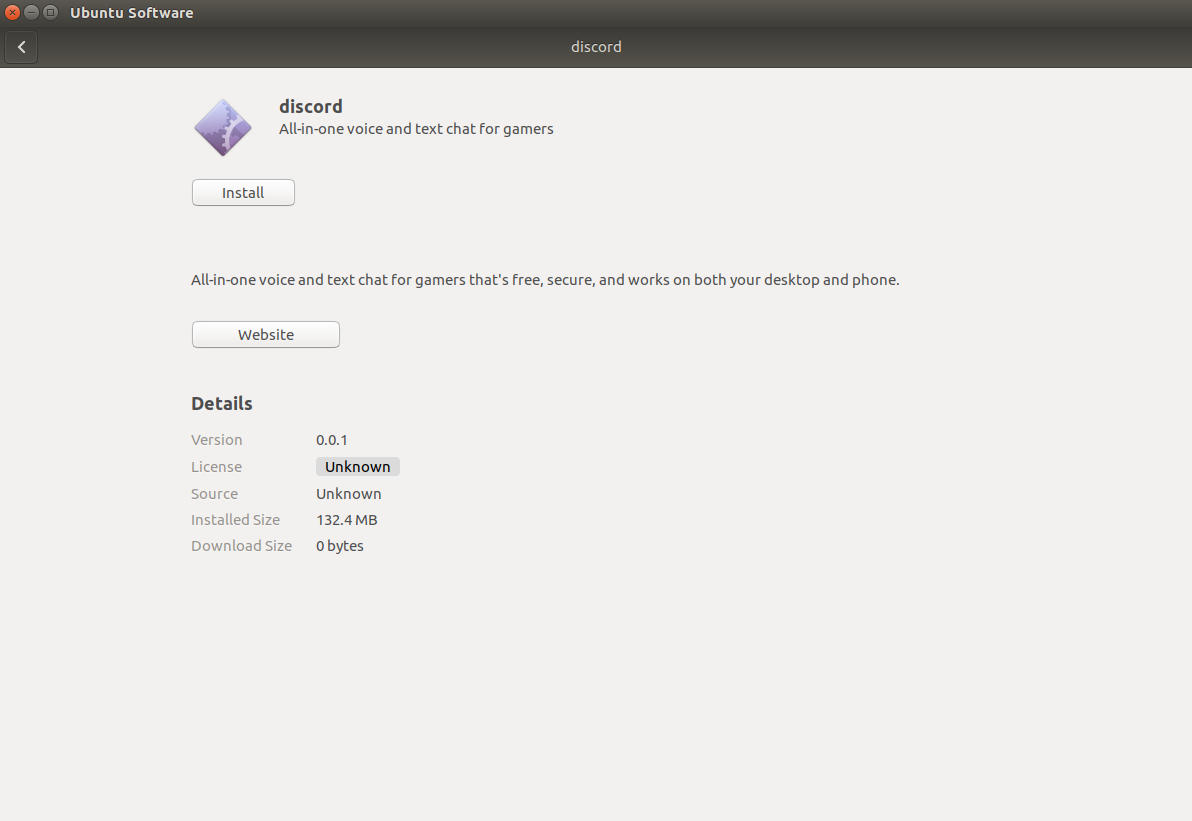 Ubuntu Software
discord
discord
All-in-one voice and text chat for gamers
Install
All-in-one voice and text chat for gamers that's free, secure, and works on both your desktop and phone.
Website
Details
Version 0.0.1
License Unknown
Source Unknown
Installed Size 132.4 MB
Download Size 0 bytes